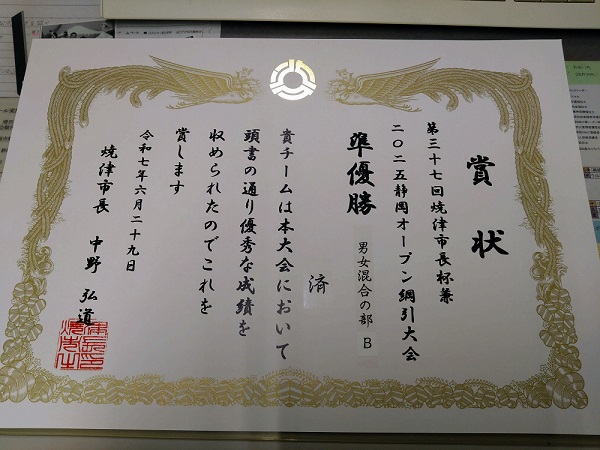 賞状
第三十七回焼津市長杯兼
二〇二五静岡オープン綱引大会
準優勝
男女混合の部 B
済
貴チームは本大会において
頭書の通り優秀な成績を
収められたのでこれを
賞します
令和七年六月二十九日
焼津市長 中野 弘道